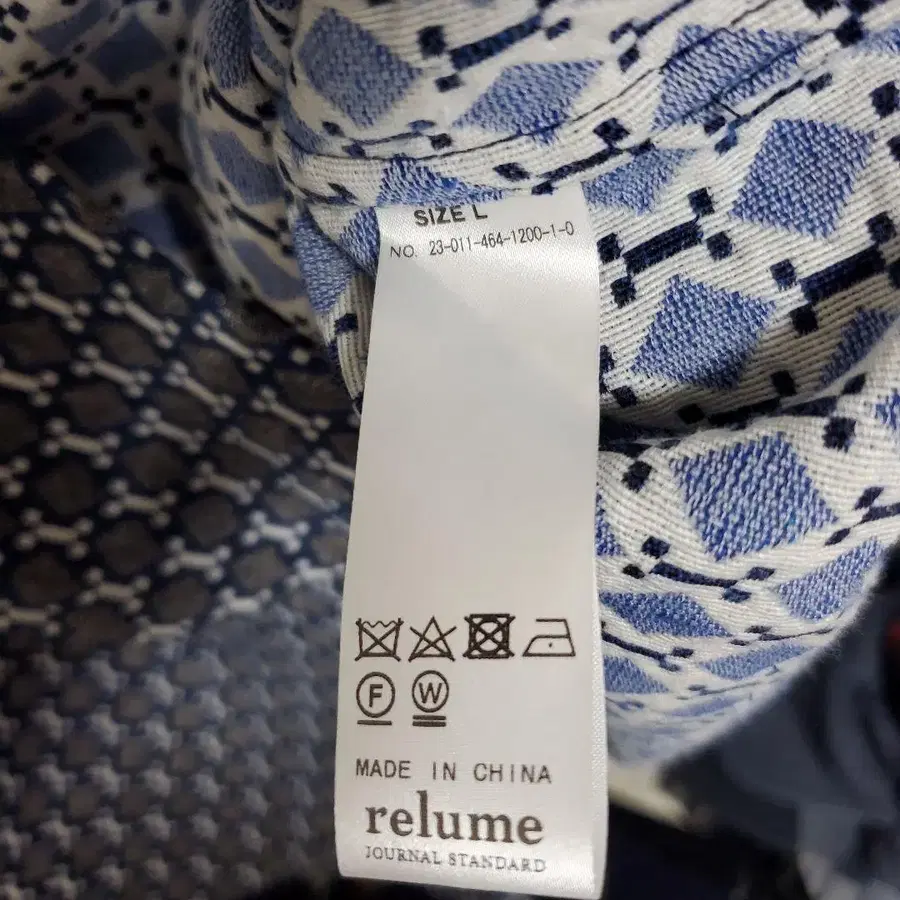 SIZE L
NO. 23-011-464-1200-1-0
F W
MADE IN CHINA
relume
JOURNAL STANDARD